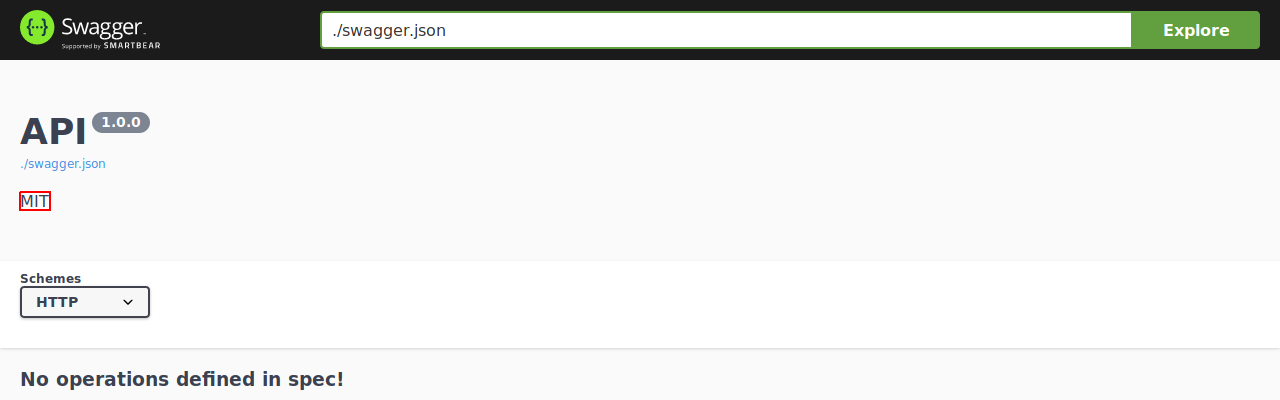 Swagger
Supported by SMARTBEAR
./swagger.json
Explore
API 1.0.0
./swagger.json
MIT
Schemes
HTTP
No operations defined in spec!